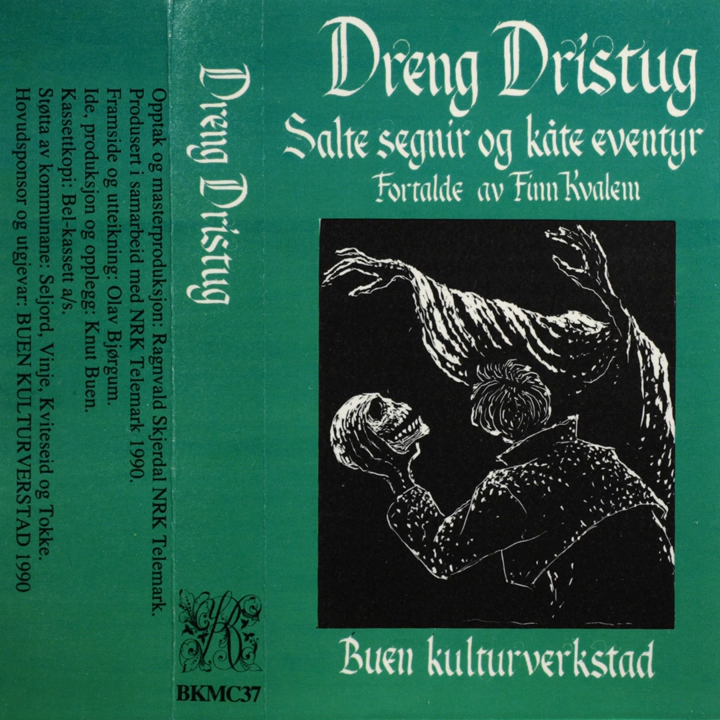 Dreng Dristug
Salte segnir og kåte eventyr
Fortalde av Finn Kvalem
Buen kulturverkstad
Dreng Dristug
BKMC37
Opptak og masterproduksjon: Ragnvald Skjerdal NRK Telemark.
Produsert i samarbeid med NRK Telemark 1990.
Framside og utteikning: Olav Bjørgum.
Ide, produksjon og opplegg: Knut Buen.
Kassettkopi: Bel-kassett a/s.
Støtta av kommunane: Seljord, Vinje, Kviteseid og Tokke.
Hovudsponsor og utgjevar: BUEN KULTURVERSTAD 1990